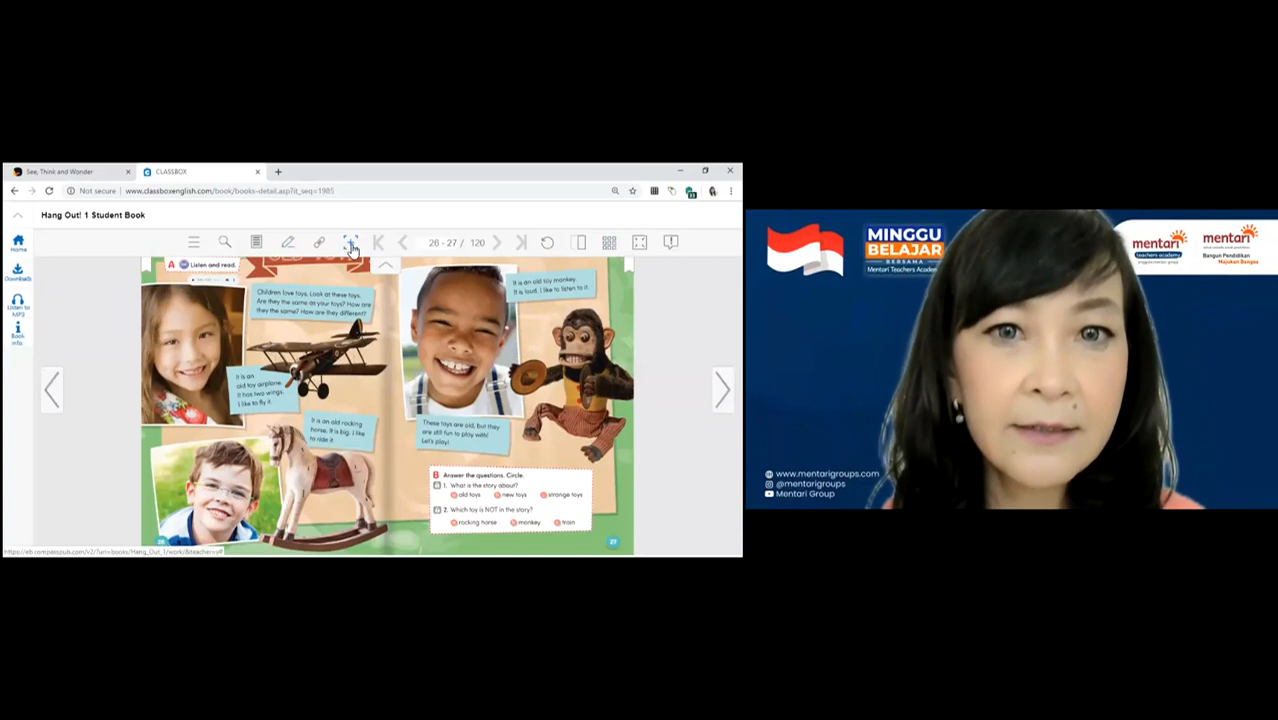 See, Think and Wonder
CLASSBOX
Not secure
www.classboxenglish.com/book/books-detail.asp?it_seq=1985
Hang Out! 1 Student Book
26 - 27 / 120
Home
Downloads
Listen to
MP3
Book
Info.
A Listen and read.
OLD TOYS
Children love toys. Look at these toys.
Are they the same as your toys? How are
they the same? How are they different?
It is an
old toy airplane.
It has two wings.
I like to fly it.
It is an old rocking
horse. It is big. I like
to ride it.
It is an old toy monkey.
It is loud. I like to listen to it.
These toys are old, but they
are still fun to play with!
Let's play!
B Answer the questions. Circle.
1. What is the story about?
a old toys b new toys c strange toys
2. Which toy is NOT in the story?
a rocking horse b monkey c train
26
27
MINGGU
BELAJAR
BERSAMA
Mentari Teachers Academy
mentari
teachers academy
mentari
GROUPS
Bangun Pendidikan
Majukan Bangsa
www.mentarigroups.com
@mentarigroups
Mentari Group